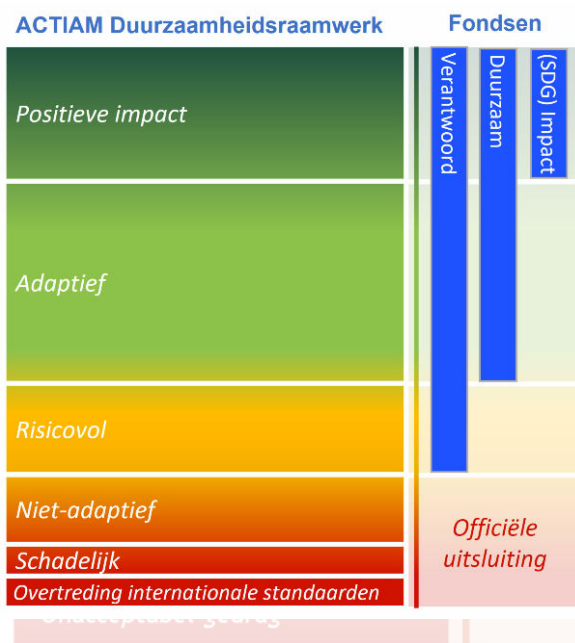 ACTIAM Duurzaamheidsraamwerk
Fondsen
Positieve impact
Verantwoord
Duurzaam
(SDG) Impact
Adaptief
Risicovol
Niet-adaptief
Officiële
uitsluiting
Schadelijk
Overtreding internationale standaarden